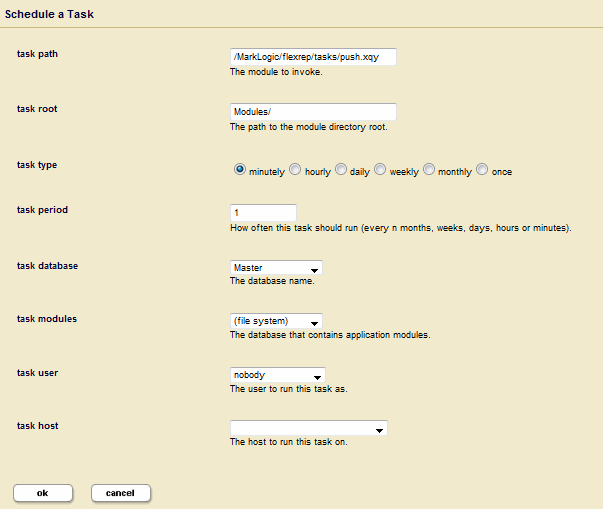 Schedule a Task
task path
/MarkLogic/flexrep/tasks/push.xqy
The module to invoke.
task root
Modules/
The path to the module directory root.
task type
minutely hourly daily weekly monthly once
task period
1
How often this task should run (every n months, weeks, days, hours or minutes).
task database
Master
The database name.
task modules
(file system)
The database that contains application modules.
task user
nobody
The user to run this task as.
task host
The host to run this task on.
ok cancel